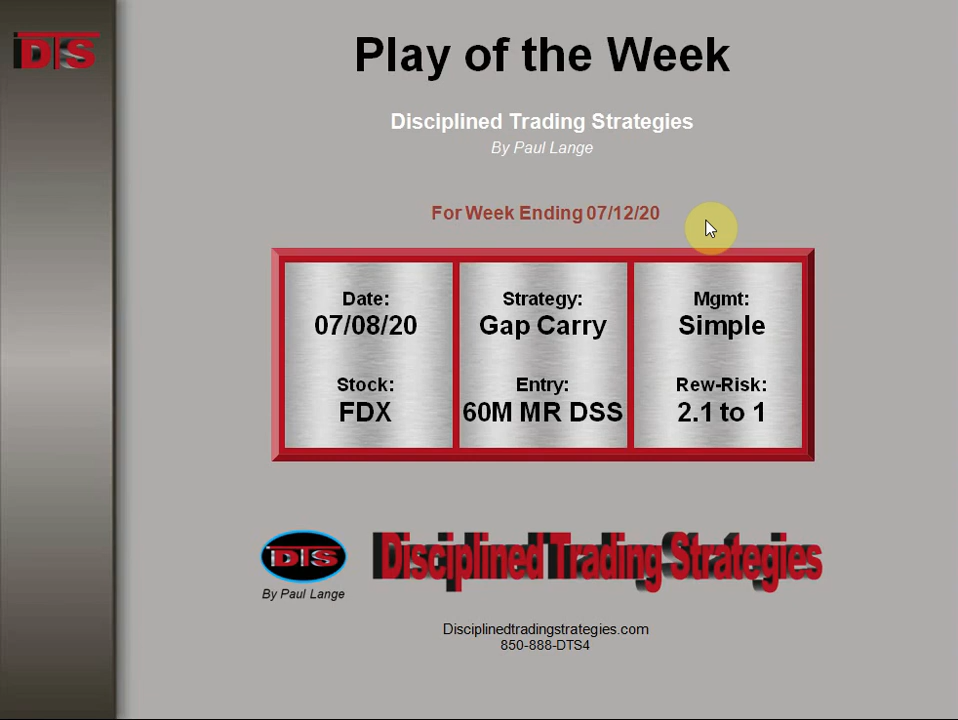 DTS
Play of the Week
Disciplined Trading Strategies
By Paul Lange
For Week Ending 07/12/20
Date:
07/08/20
Stock:
FDX
Strategy:
Gap Carry
Entry:
60M MR DSS
Mgmt:
Simple
Rew-Risk:
2.1 to 1
DTS
By Paul Lange
Disciplined Trading Strategies
Disciplinedtradingstrategies.com
850-888-DTS4